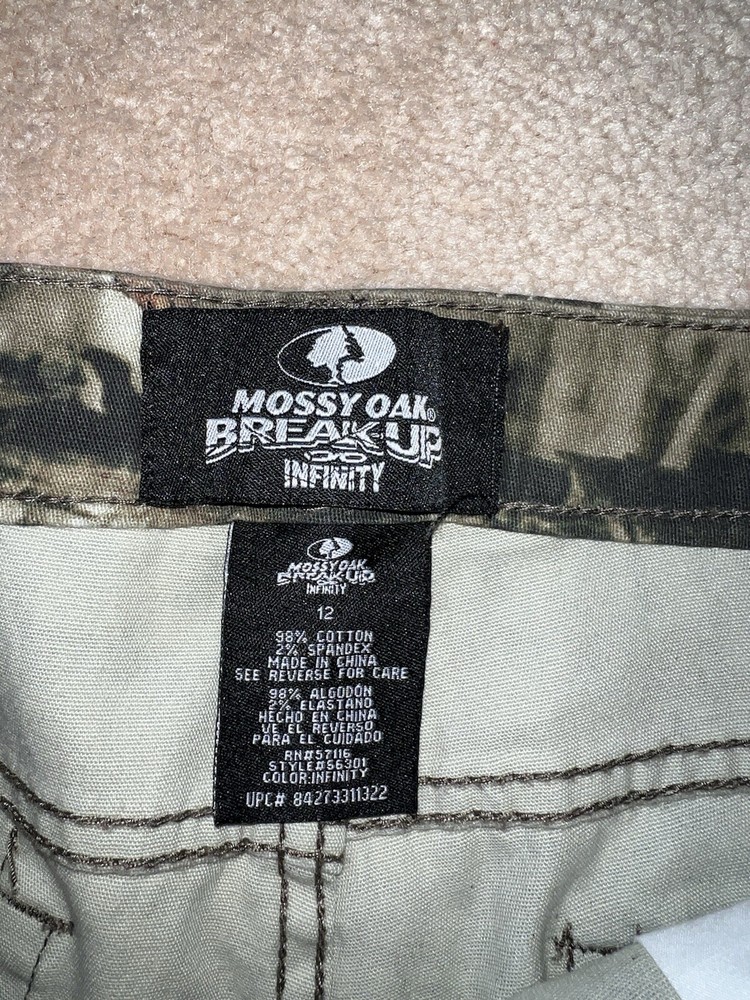 MOSSY OAK®
BREAK-UP
INFINITY
MOSSY OAK
BREAK-UP
INFINITY
12
98% COTTON
2% SPANDEX
MADE IN CHINA
SEE REVERSE FOR CARE
98% ALGODÓN
2% ELASTANO
HECHO EN CHINA
VE EL REVERSO
PARA EL CUIDADO
RN#57116
STYLE#S6301
COLOR:INFINITY
UPC# 84273311322